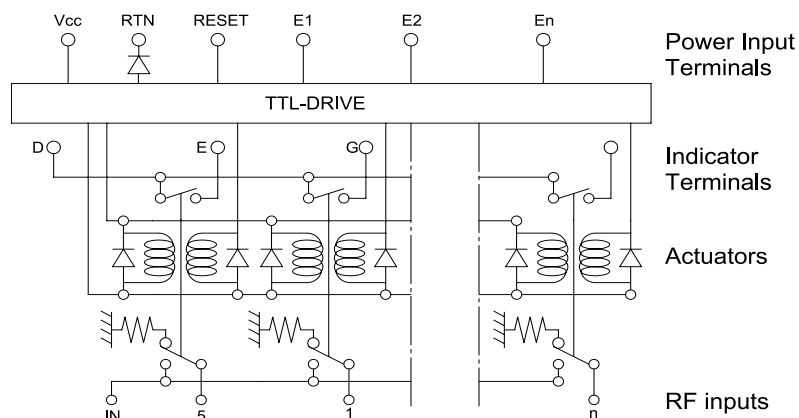 Vcc RTN RESET E1 E2 En
Power Input
Terminals
TTL-DRIVE
D E G
Indicator
Terminals
Actuators
IN 5 1 n
RF inputs